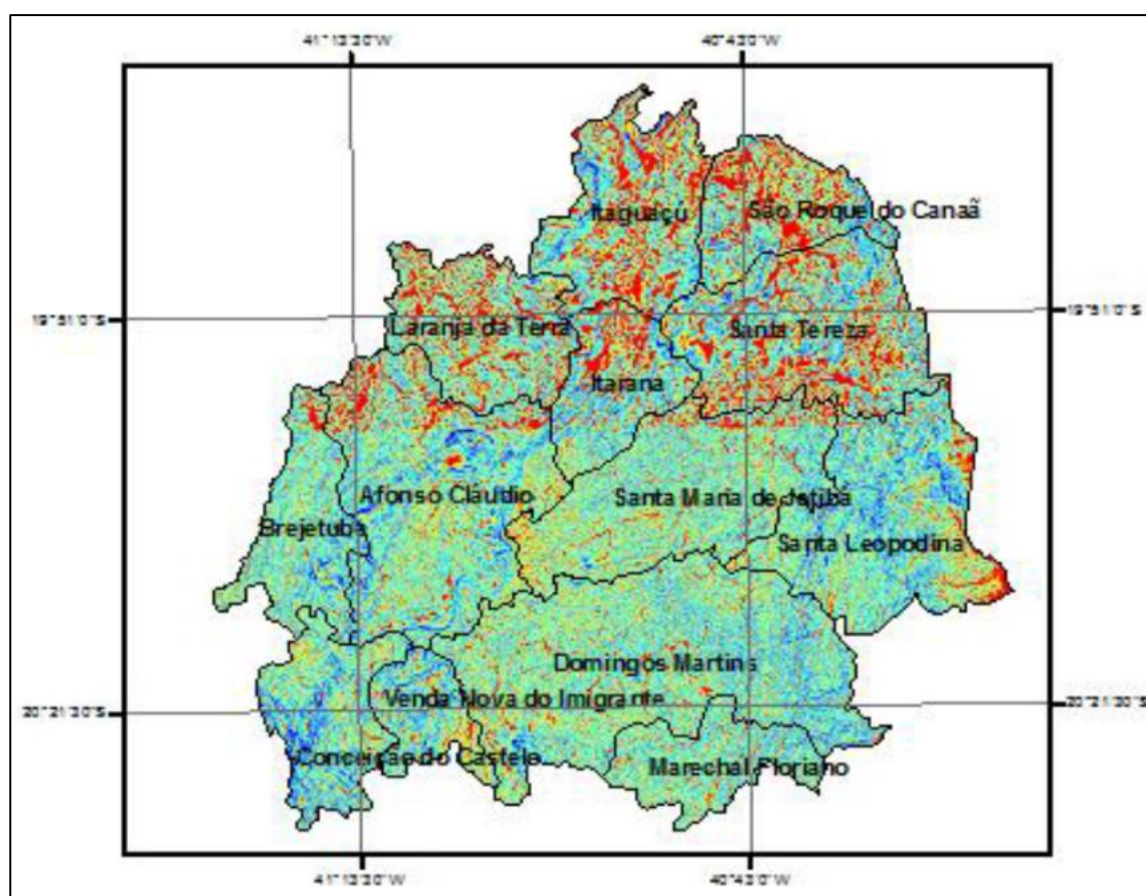 41°13'30"W 40°43'0"W
Itaguaçú
São Roque do Canaã
19°51'0"S 19°51'0"S
Laranja da Terra
Santa Tereza
Itarana
Afonso Cláudio
Santa Maria de Jetibá
Brejetuba
Santa Leopodina
Domingos Martins
Venda Nova do Imigrante
20°21'30"S 20°21'30"S
Conceição do Castelo
Marechal Floriano
41°13'30"W 40°43'0"W